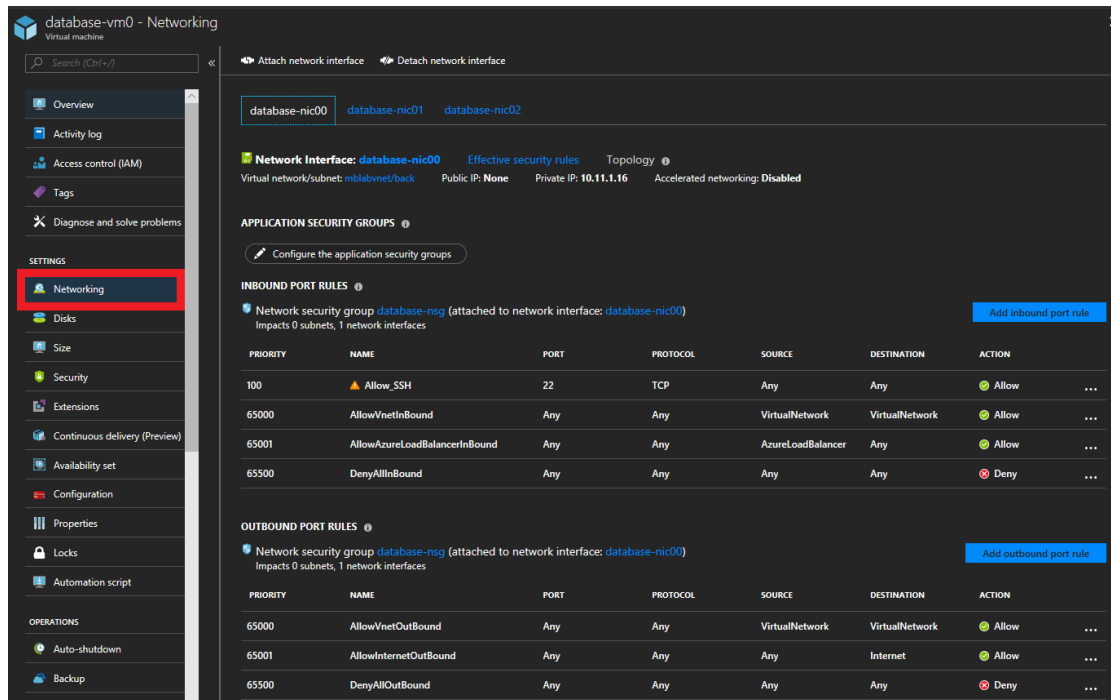 database-vm0 - Networking
Virtual machine
Search (Ctrl+/)
«
Overview
Activity log
Access control (IAM)
Tags
Diagnose and solve problems
SETTINGS
Networking
Disks
Size
Security
Extensions
Continuous delivery (Preview)
Availability set
Configuration
Properties
Locks
Automation script
OPERATIONS
Auto-shutdown
Backup
Attach network interface Detach network interface
database-nic00 database-nic01 database-nic02
Network Interface: database-nic00 Effective security rules Topology
Virtual network/subnet: mblabvnet/back Public IP: None Private IP: 10.11.1.16 Accelerated networking: Disabled
APPLICATION SECURITY GROUPS
Configure the application security groups
INBOUND PORT RULES
Network security group database-nsg (attached to network interface: database-nic00)
Impacts 0 subnets, 1 network interfaces
Add inbound port rule
PRIORITY NAME PORT PROTOCOL SOURCE DESTINATION ACTION
100 Allow_SSH 22 TCP Any Any Allow ...
65000 AllowVnetInBound Any Any VirtualNetwork VirtualNetwork Allow ...
65001 AllowAzureLoadBalancerInBound Any Any AzureLoadBalancer Any Allow ...
65500 DenyAllInBound Any Any Any Any Deny ...
OUTBOUND PORT RULES
Network security group database-nsg (attached to network interface: database-nic00)
Impacts 0 subnets, 1 network interfaces
Add outbound port rule
PRIORITY NAME PORT PROTOCOL SOURCE DESTINATION ACTION
65000 AllowVnetOutBound Any Any VirtualNetwork VirtualNetwork Allow ...
65001 AllowInternetOutBound Any Any Any Internet Allow ...
65500 DenyAllOutBound Any Any Any Any Deny ...